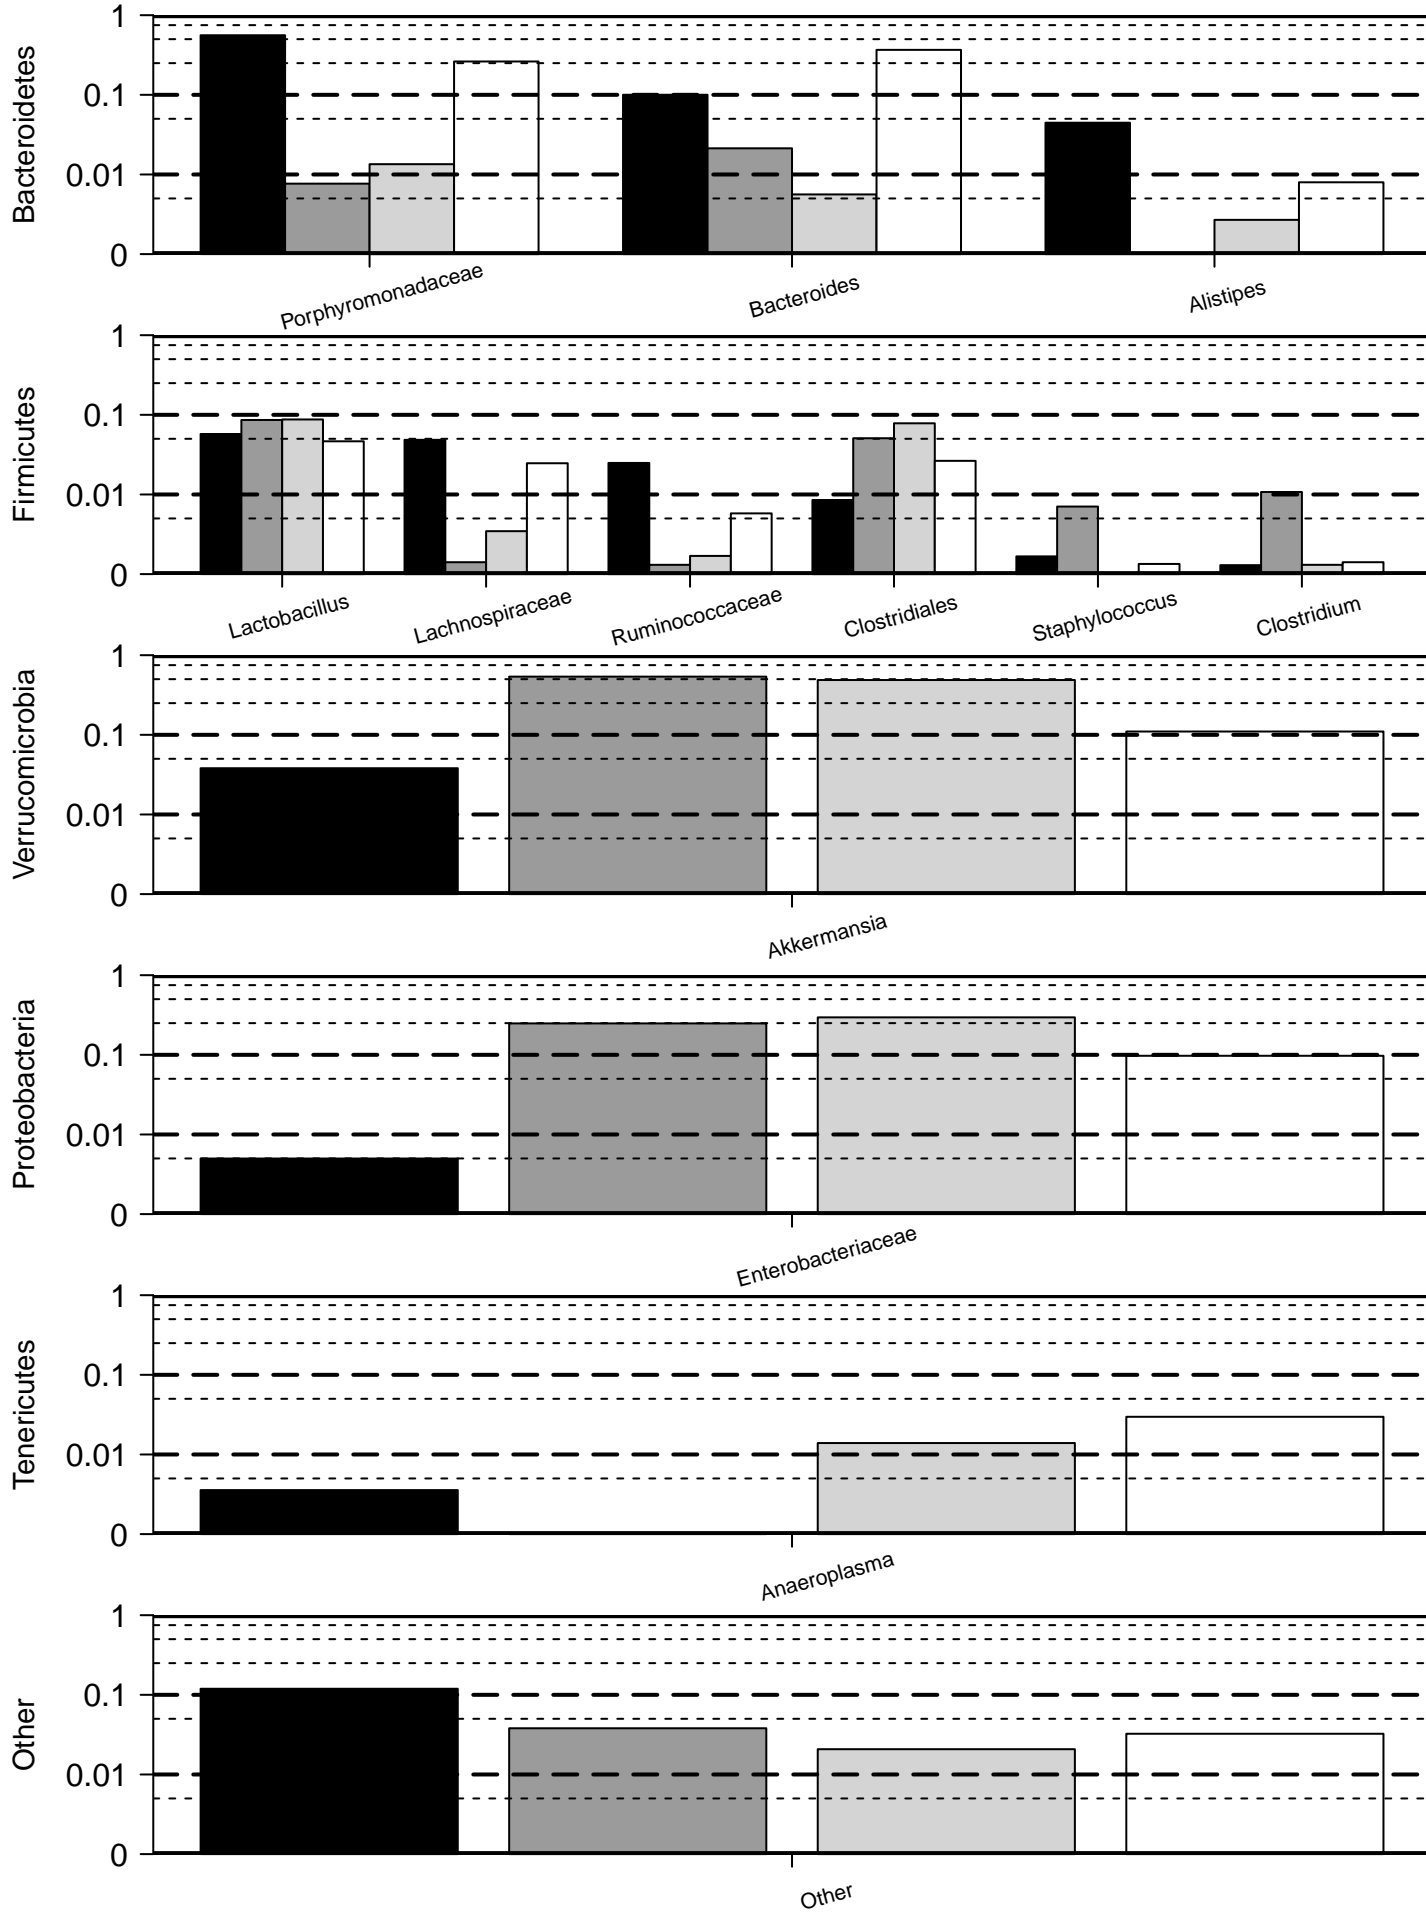 Bacteroidetes
1
0.1
0.01
0
Porphyromonadaceae
Bacteroides
Alistipes
Firmicutes
1
0.1
0.01
0
Lactobacillus
Lachnospiraceae
Ruminococcaceae
Clostridiales
Staphylococcus
Clostridium
Verrucomicrobia
1
0.1
0.01
0
Akkermansia
Proteobacteria
1
0.1
0.01
0
Enterobacteriaceae
Tenericutes
1
0.1
0.01
0
Anaeroplasma
Other
1
0.1
0.01
0
Other